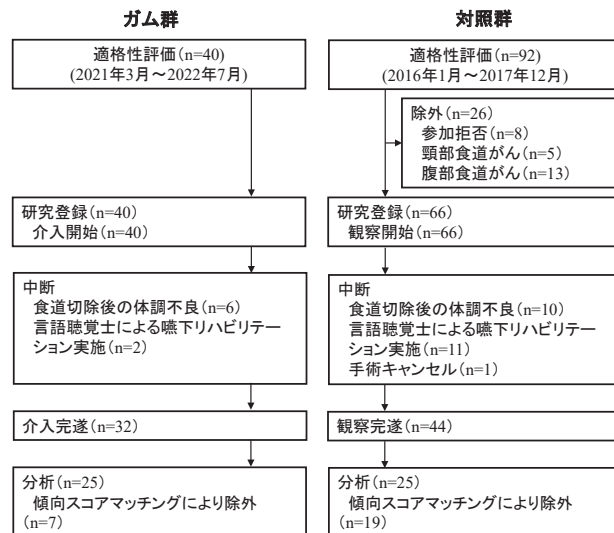 ガム群
適格性評価(n=40)
(2021年3月～2022年7月)
研究登録(n=40)
介入開始(n=40)
中断
食道切除後の体調不良(n=6)
言語聴覚士による嚥下リハビリテー
ション実施(n=2)
介入完遂(n=32)
分析(n=25)
傾向スコアマッチングにより除外
(n=7)
対照群
適格性評価(n=92)
(2016年1月～2017年12月)
除外(n=26)
参加拒否(n=8)
頸部食道がん(n=5)
腹部食道がん(n=13)
研究登録(n=66)
観察開始(n=66)
中断
食道切除後の体調不良(n=10)
言語聴覚士による嚥下リハビリテー
ション実施(n=11)
手術キャンセル(n=1)
観察完遂(n=44)
分析(n=25)
傾向スコアマッチングにより除外
(n=19)